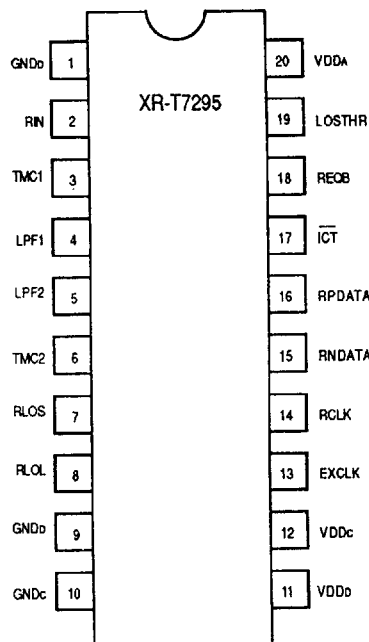 XR-T7295
GNDD 1
RIN 2
TMC1 3
LPF1 4
LPF2 5
TMC2 6
RLOS 7
RLOL 8
GNDD 9
GNDC 10
20 VDDA
19 LOSTHR
18 REQB
17 ICT
16 RPDATA
15 RNDATA
14 RCLK
13 EXCLK
12 VDDC
11 VDDD